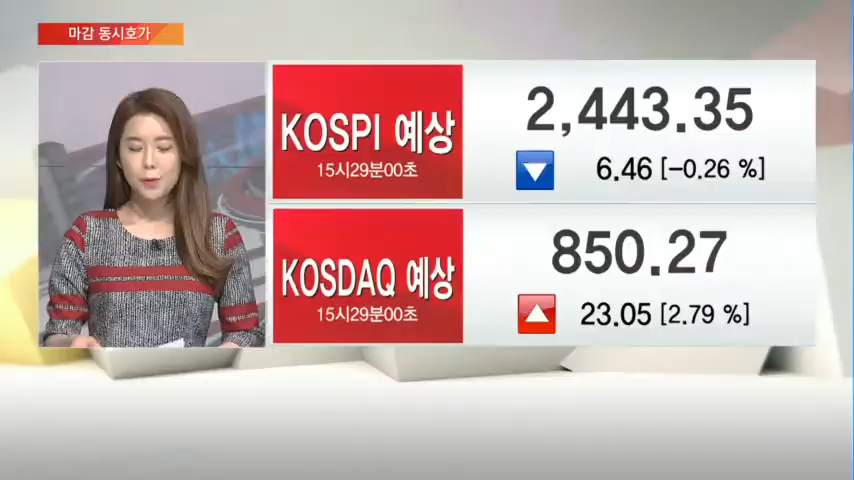 마감 동시호가
KOSPI 예상
15시29분00초
2,443.35
▼ 6.46 [-0.26 %]
KOSDAQ 예상
15시29분00초
850.27
▲ 23.05 [2.79 %]